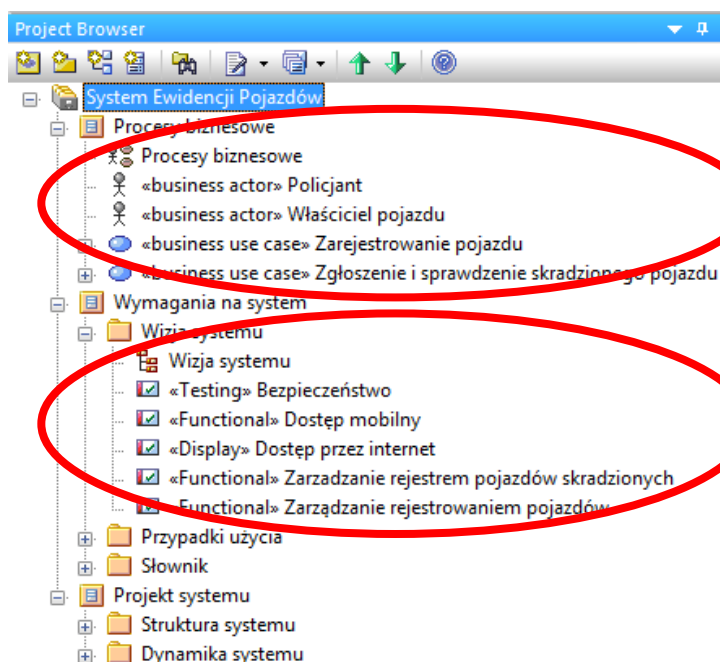 Project Browser
System Ewidencji Pojazdów
Procesy biznesowe
Procesy biznesowe
«business actor» Policjant
«business actor» Właściciel pojazdu
«business use case» Zarejestrowanie pojazdu
«business use case» Zgłoszenie i sprawdzenie skradzionego pojazdu
Wymagania na system
Wizja systemu
Wizja systemu
«Testing» Bezpieczeństwo
«Functional» Dostęp mobilny
«Display» Dostęp przez internet
«Functional» Zarzadzanie rejestrem pojazdów skradzionych
«Functional» Zarządzanie rejestrowaniem pojazdów
Przypadki użycia
Słownik
Projekt systemu
Struktura systemu
Dynamika systemu